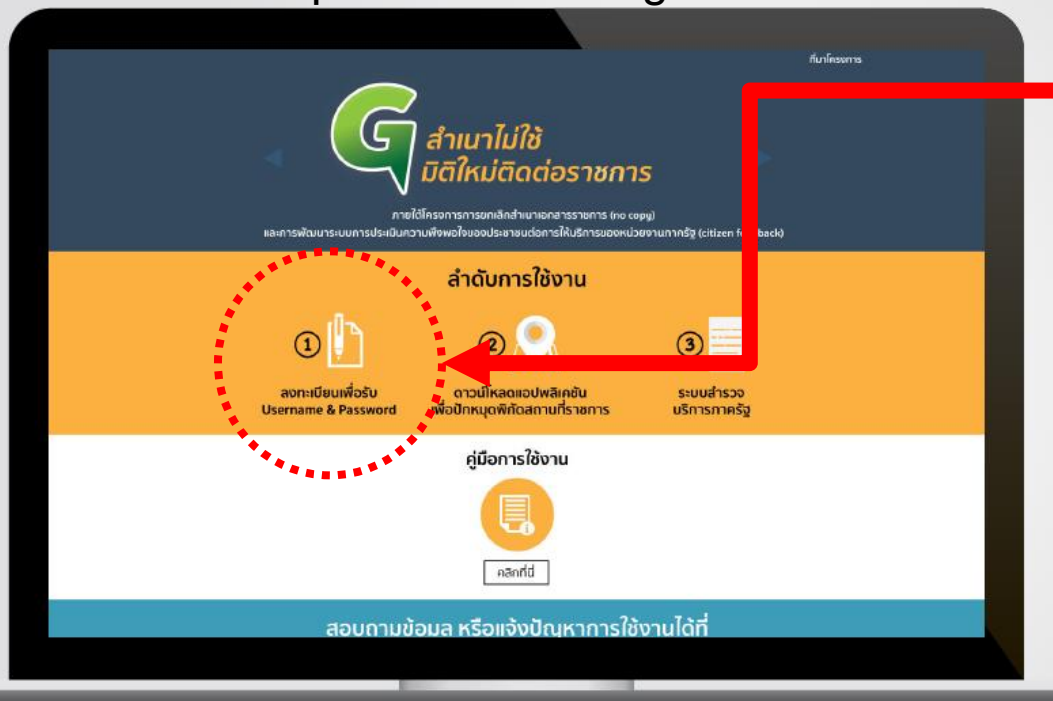 ที่มาโครงการ
G สำเนาไม่ใช้
มิติใหม่ติดต่อราชการ
ภายใต้โครงการการยกเลิกสำเนาเอกสารราชการ (no copy)
และการพัฒนาระบบการประเมินความพึงพอใจของประชาชนต่อการให้บริการของหน่วยงานภาครัฐ (citizen f back)
ลำดับการใช้งาน
1
2
3
ลงทะเบียนเพื่อรับ
Username & Password
ดาวน์โหลดแอปพลิเคชัน
เพื่อปักหมุดพิกัดสถานที่ราชการ
ระบบสำรวจ
บริการภาครัฐ
คู่มือการใช้งาน
คลิกที่นี่
สอบถามข้อมูล หรือแจ้งปัญหาการใช้งานได้ที่